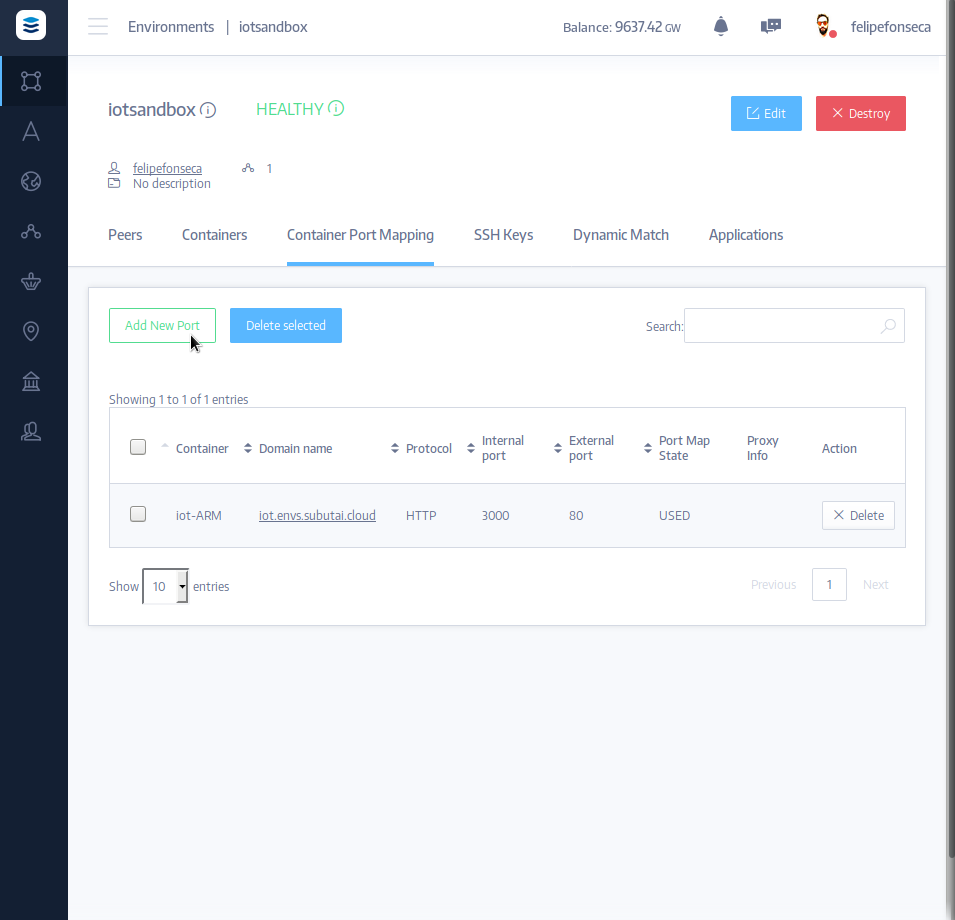 Environments | iotsandbox
Balance: 9637.42 GW
felipefonseca
iotsandbox
HEALTHY
Edit
Destroy
felipefonseca
1
No description
Peers
Containers
Container Port Mapping
SSH Keys
Dynamic Match
Applications
Add New Port
Delete selected
Search:
Showing 1 to 1 of 1 entries
Container
Domain name
Protocol
Internal
port
External
port
Port Map
State
Proxy
Info
Action
iot-ARM
iot.envs.subutai.cloud
HTTP
3000
80
USED
Delete
Show 10 entries
Previous
1
Next